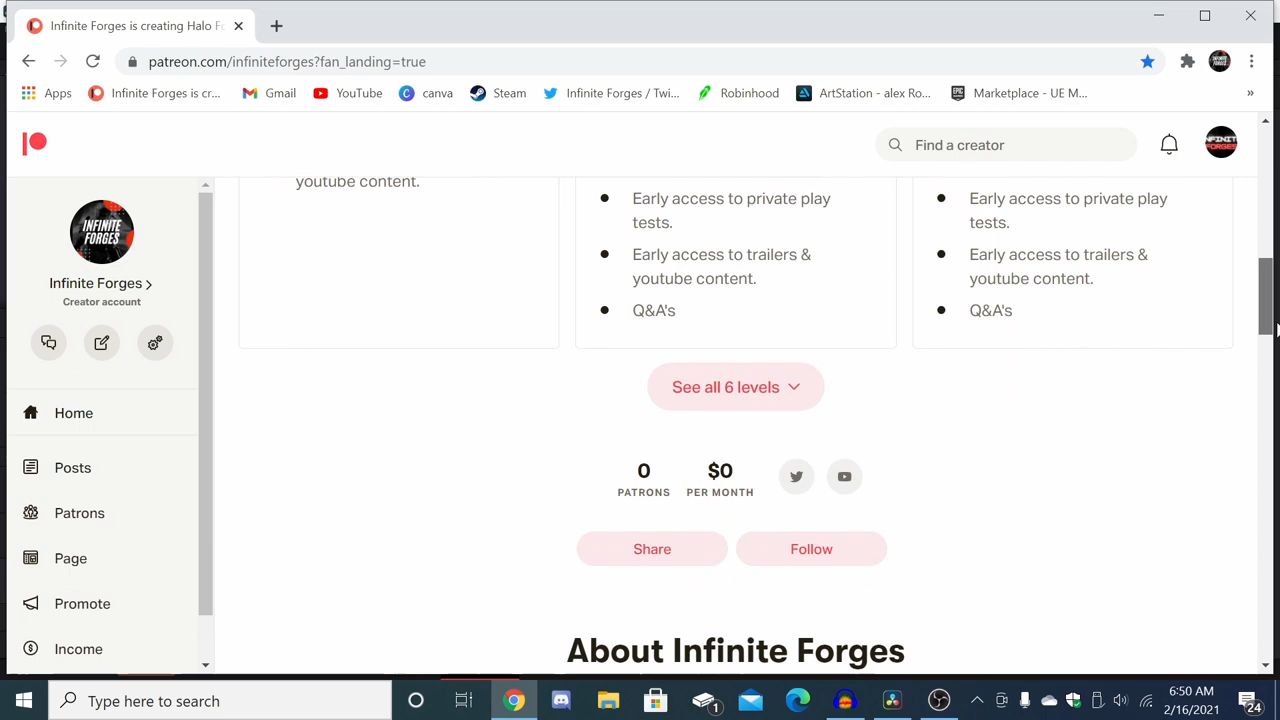 Infinite Forges is creating Halo Fo
patreon.com/infiniteforges?fan_landing=true
Apps
Infinite Forges is cr...
Gmail
YouTube
canva
Steam
Infinite Forges / Twi...
Robinhood
ArtStation - alex Ro...
Marketplace - UE M...
»
Find a creator
INFINIT
FORGES
INFINITE
FORGES
Infinite Forges
Creator account
Home
Posts
Patrons
Page
Promote
Income
youtube content.
Early access to private play
tests.
Early access to trailers &
youtube content.
Q&A's
Early access to private play
tests.
Early access to trailers &
youtube content.
Q&A's
See all 6 levels
0
PATRONS
$0
PER MONTH
Share
Follow
About Infinite Forges
Type here to search
1
6:50 AM
2/16/2021
24